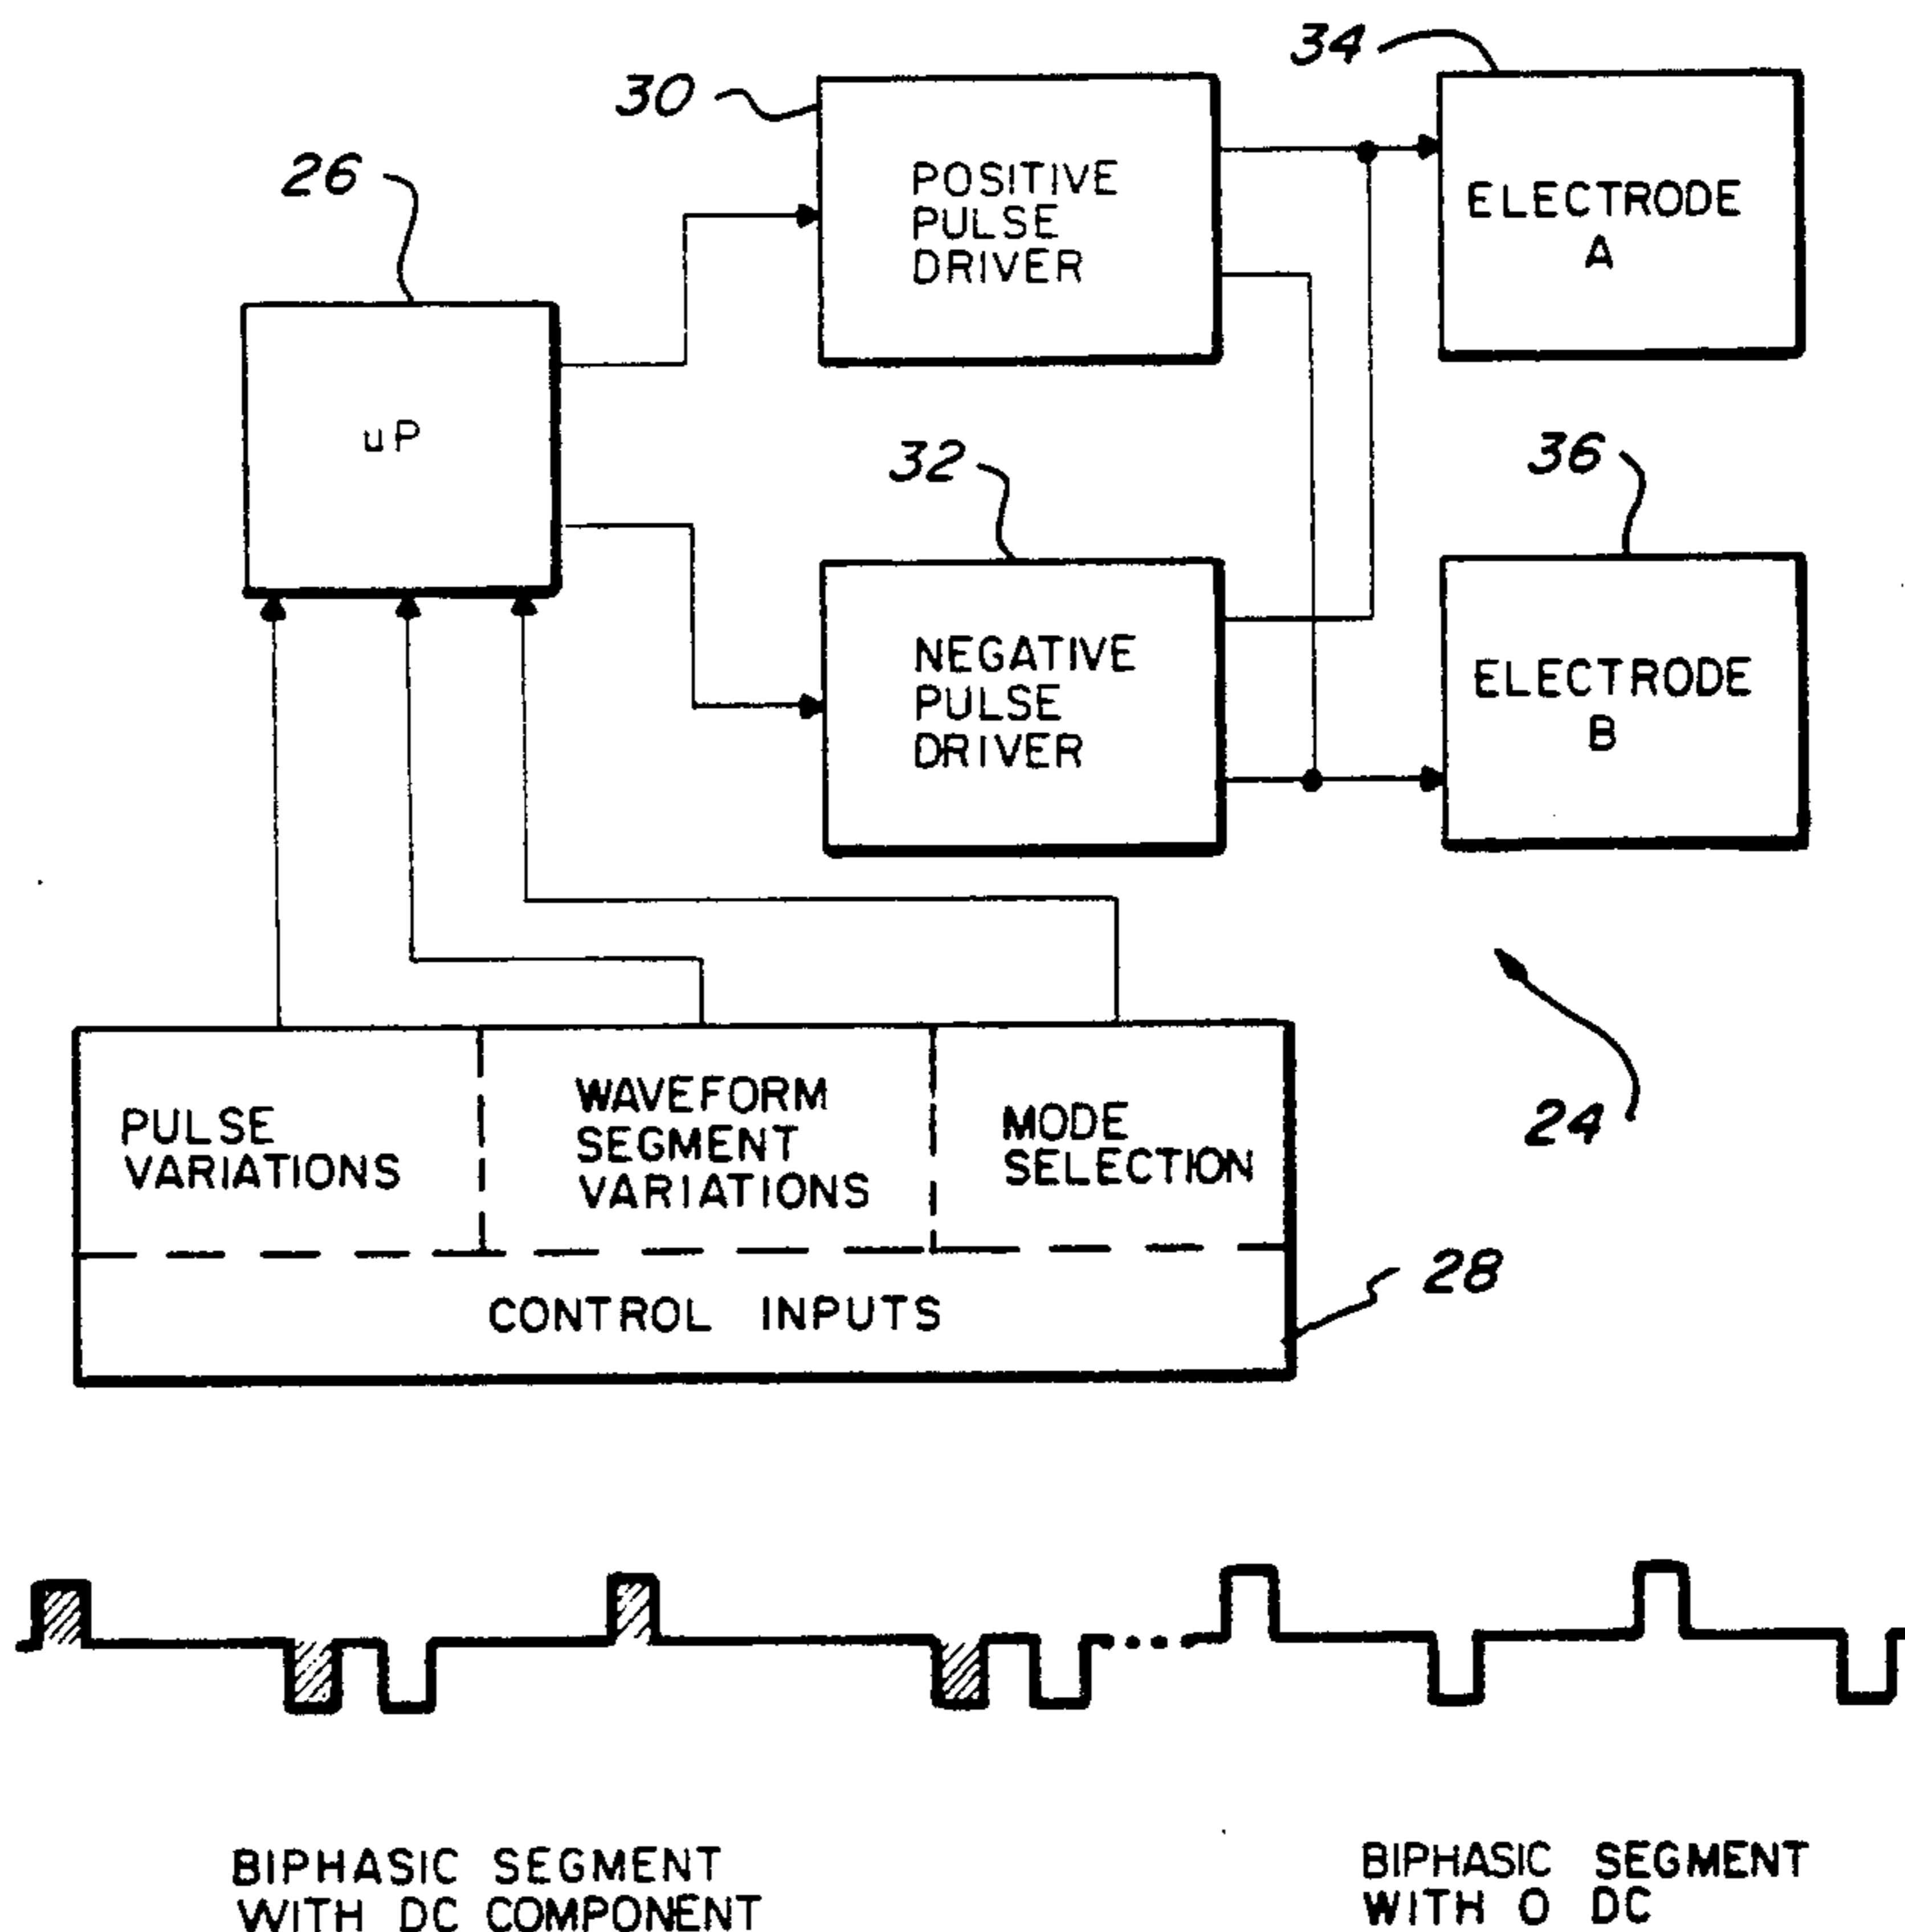 34
30
26
POSITIVE
PULSE
DRIVER
ELECTRODE
A
uP
32
36
NEGATIVE
PULSE
DRIVER
ELECTRODE
B
24
PULSE
VARIATIONS
WAVEFORM
SEGMENT
VARIATIONS
MODE
SELECTION
28
CONTROL INPUTS
BIPHASIC SEGMENT
WITH DC COMPONENT
BIPHASIC SEGMENT
WITH 0 DC